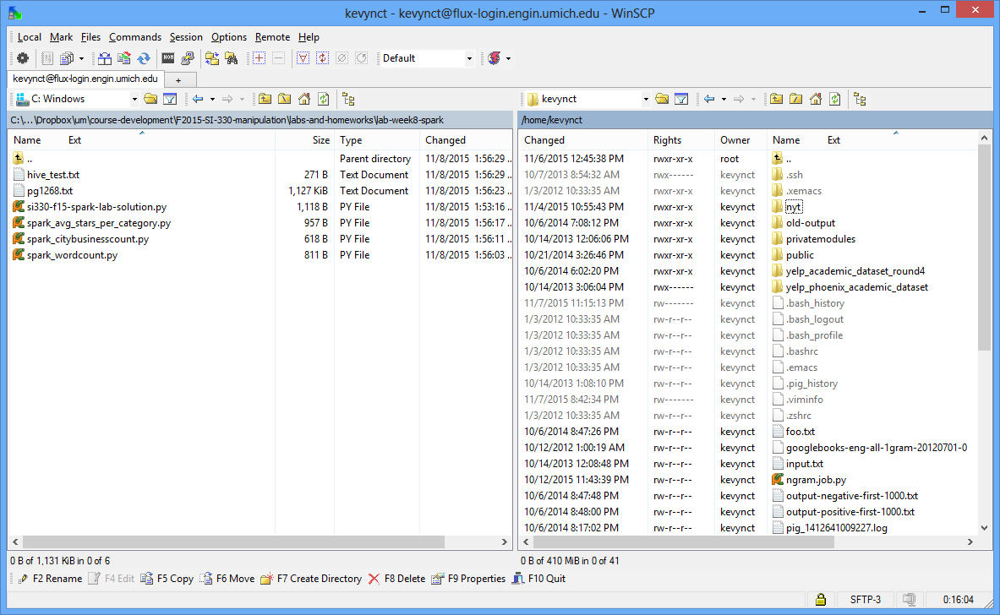 kevynct - kevynct@flux-login.engin.umich.edu - WinSCP
Local Mark Files Commands Session Options Remote Help
Default
kevynct@flux-login.engin.umich.edu +
C: Windows
C:\...\Dropbox\um\course-development\F2015-SI-330-manipulation\labs-and-homeworks\lab-week8-spark
Name Ext Size Type Changed
.. Parent directory 11/8/2015 1:56:29 ..
hive_test.txt 271 B Text Document 11/8/2015 1:56:29 ..
pg1268.txt 1,127 KiB Text Document 11/8/2015 1:56:23 ..
si330-f15-spark-lab-solution.py 1,118 B PY File 11/8/2015 1:53:16 ..
spark_avg_stars_per_category.py 957 B PY File 11/8/2015 1:56:17 ..
spark_citybusinesscount.py 618 B PY File 11/8/2015 1:56:11 ..
spark_wordcount.py 811 B PY File 11/8/2015 1:56:03 ..
0 B of 1,131 KiB in 0 of 6
kevynct
/home/kevynct
Changed Rights Owner Name Ext
11/6/2015 12:45:38 PM rwxr-xr-x root ..
10/7/2013 8:54:32 AM rwx------ kevynct .ssh
1/3/2012 10:33:35 AM rwxr-xr-x kevynct .xemacs
11/4/2015 10:55:43 PM rwxr-xr-x kevynct nyt
10/6/2014 7:08:12 PM rwxr-xr-x kevynct old-output
10/14/2013 12:06:06 PM rwxr-xr-x kevynct privatemodules
10/21/2014 3:26:46 PM rwxr-xr-x kevynct public
10/6/2014 6:02:20 PM rwxr-xr-x kevynct yelp_academic_dataset_round4
10/14/2013 3:06:04 PM rwx------ kevynct yelp_phoenix_academic_dataset
11/7/2015 11:15:13 PM rw------- kevynct .bash_history
1/3/2012 10:33:35 AM rw-r--r-- kevynct .bash_logout
1/3/2012 10:33:35 AM rw-r--r-- kevynct .bash_profile
1/3/2012 10:33:35 AM rw-r--r-- kevynct .bashrc
1/3/2012 10:33:35 AM rw-r--r-- kevynct .emacs
10/14/2013 1:08:10 PM rw-r--r-- kevynct .pig_history
11/7/2015 8:42:34 PM rw------- kevynct .viminfo
1/3/2012 10:33:35 AM rw-r--r-- kevynct .zshrc
10/6/2014 8:47:26 PM rw-r--r-- kevynct foo.txt
10/12/2012 1:00:19 AM rw-r--r-- kevynct googlebooks-eng-all-1gram-20120701-0
10/14/2013 12:08:48 PM rw-r--r-- kevynct input.txt
10/12/2015 11:43:39 PM rw-r--r-- kevynct ngram.job.py
10/6/2014 8:47:48 PM rw-r--r-- kevynct output-negative-first-1000.txt
10/6/2014 8:48:00 PM rw-r--r-- kevynct output-positive-first-1000.txt
10/6/2014 8:17:02 PM rw-r--r-- kevynct pig_1412641009227.log
0 B of 410 MiB in 0 of 41
F2 Rename F4 Edit F5 Copy F6 Move F7 Create Directory F8 Delete F9 Properties F10 Quit
SFTP-3 0:16:04